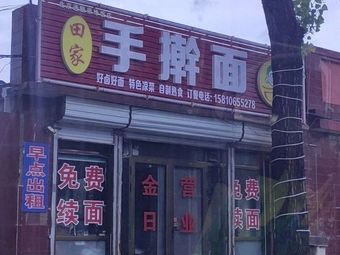 田家
手擀面
好卤好面 特色凉菜 自制熟食 订餐电话:15810655278
早点出租
免费
续面
金营
日业
免费
续面